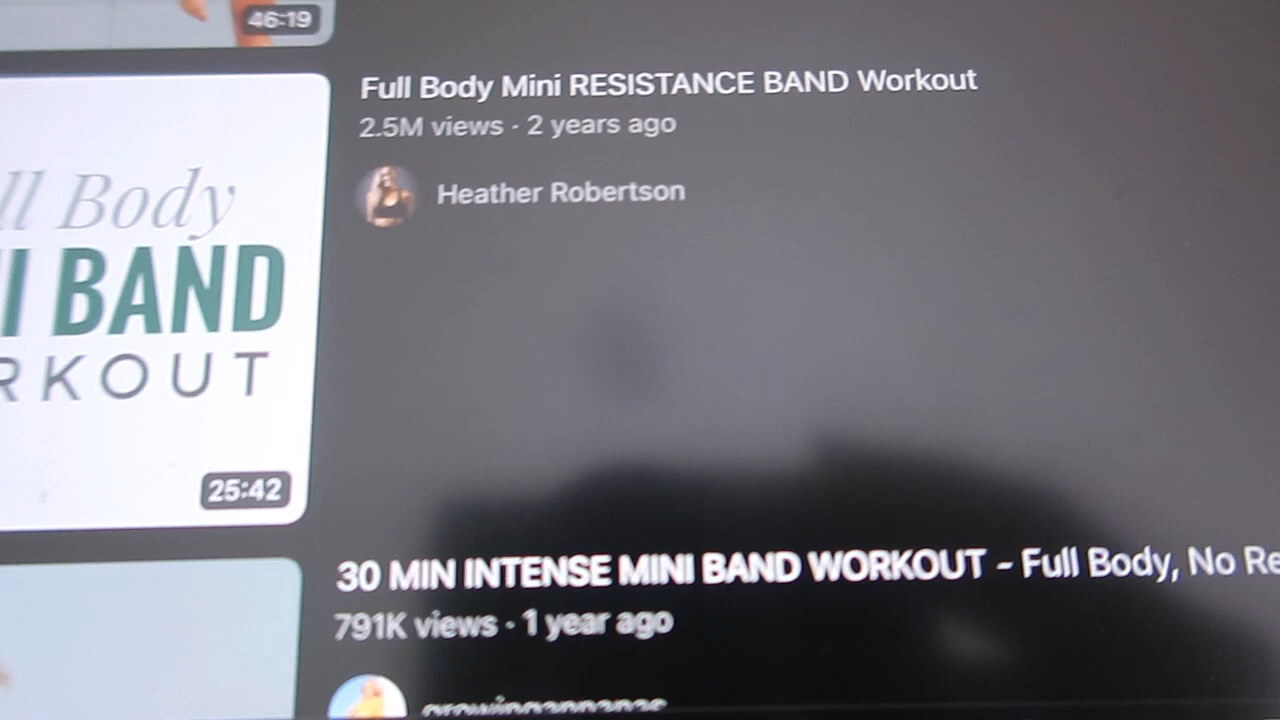 46:19
Full Body Mini RESISTANCE BAND Workout
2.5M views · 2 years ago
Heather Robertson
ll Body
I BAND
RKOUT
25:42
30 MIN INTENSE MINI BAND WORKOUT - Full Body, No Re
791K views · 1 year ago
growingannanas